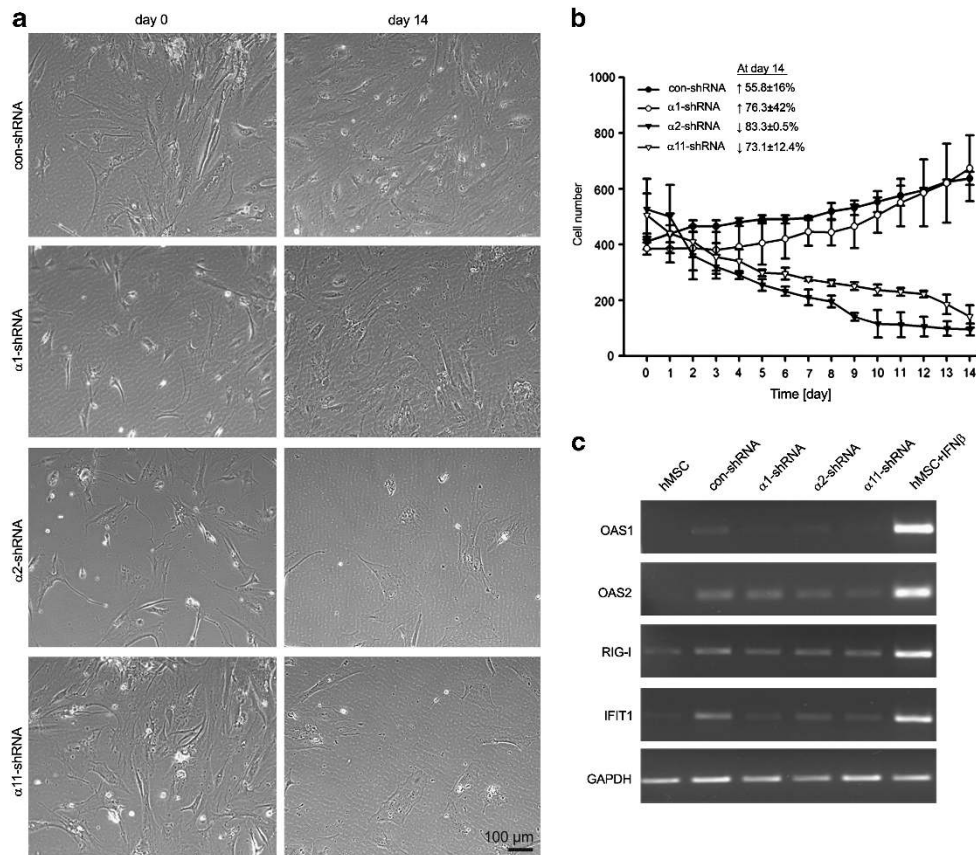 a
day 0 day 14
con-shRNA
α1-shRNA
α2-shRNA
α11-shRNA
100 µm
b
At day 14
con-shRNA ↑ 55.8±16%
α1-shRNA ↑ 76.3±42%
α2-shRNA ↓ 83.3±0.5%
α11-shRNA ↓ 73.1±12.4%
1000
800
600
400
200
0
Cell number
0 1 2 3 4 5 6 7 8 9 10 11 12 13 14
Time [day]
c
hMSC con-shRNA α1-shRNA α2-shRNA α11-shRNA hMSC+IFNβ
OAS1
OAS2
RIG-I
IFIT1
GAPDH